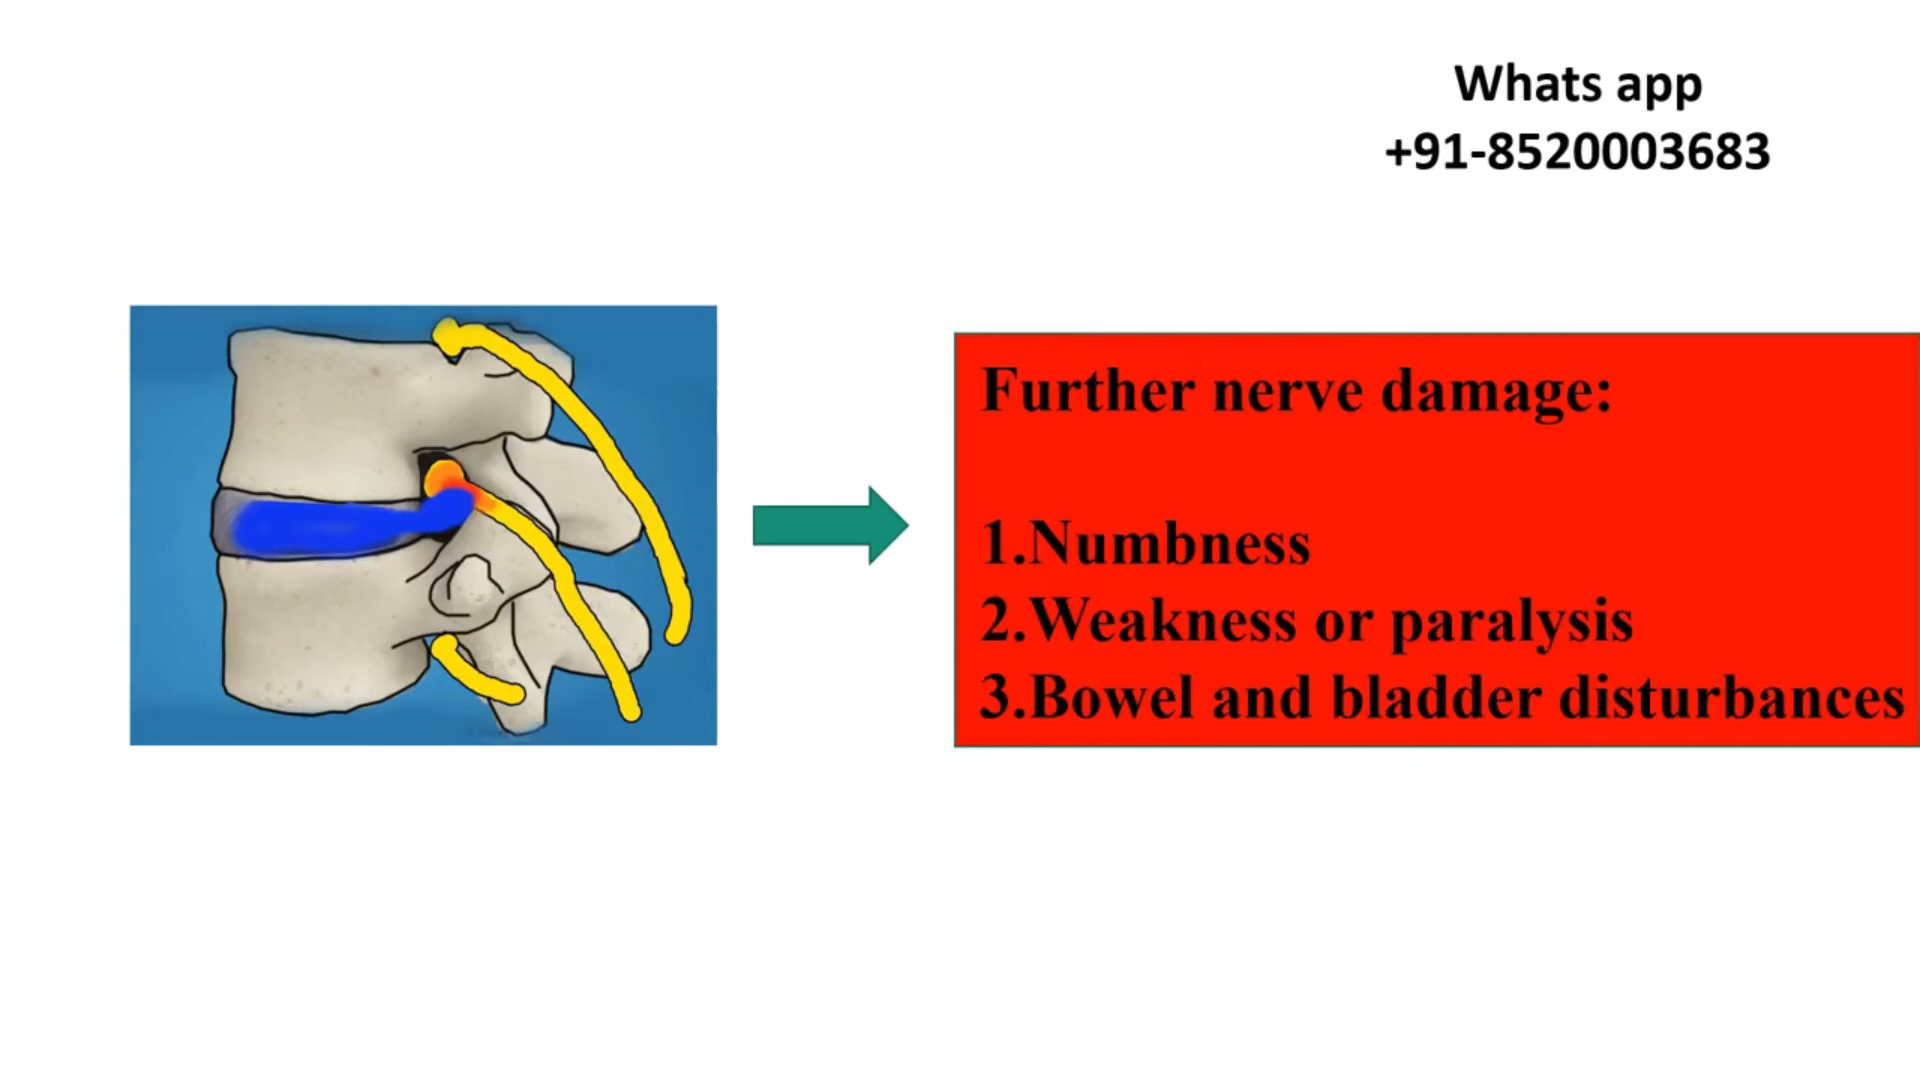 Whats app
+91-8520003683
Further nerve damage:
1.Numbness
2.Weakness or paralysis
3.Bowel and bladder disturbances